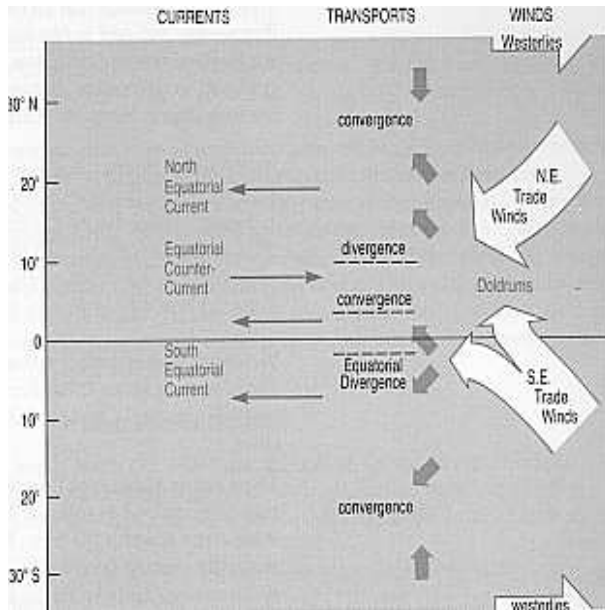 CURRENTS TRANSPORTS WINDS
Westerlies
30° N
convergence
North
Equatorial
Current
20°
N.E.
Trade
Winds
divergence
Equatorial
Counter-
Current
10°
Doldrums
convergence
0
South
Equatorial
Current
Equatorial
Divergence
S.E.
Trade
Winds
10°
20°
convergence
30° S
westerlies